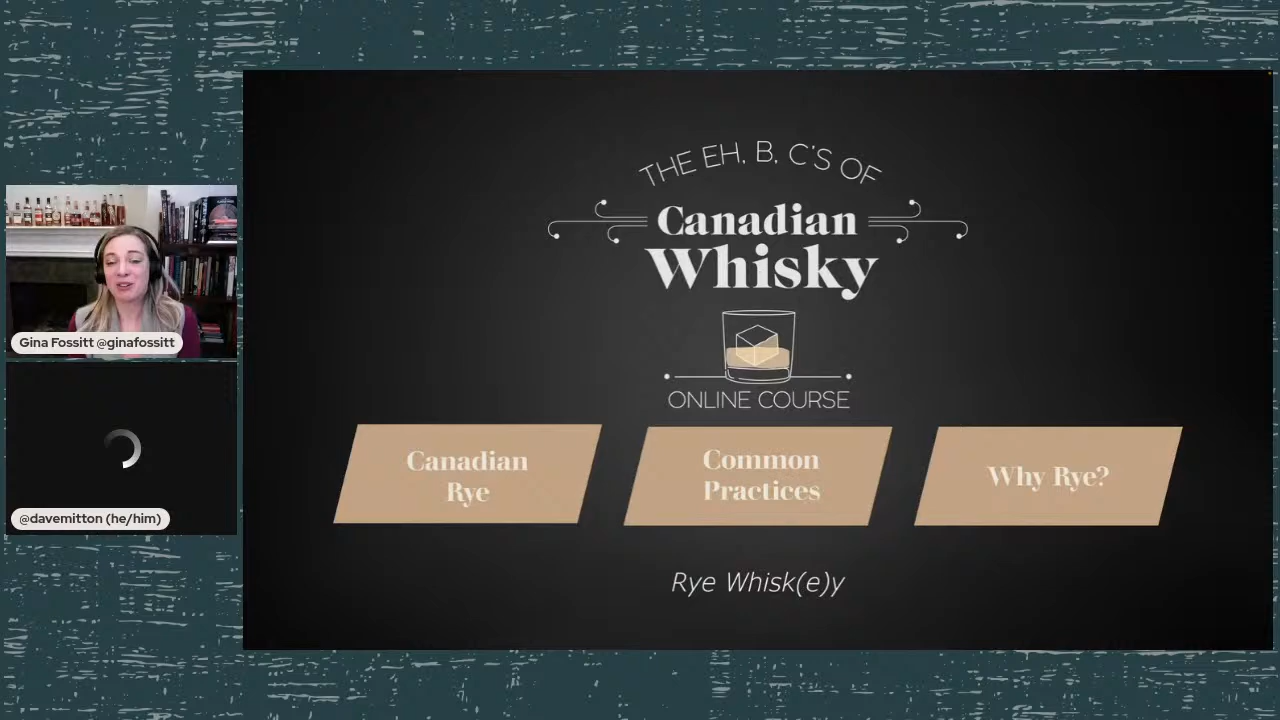 THE EH, B, C'S OF
Canadian
Whisky
ONLINE COURSE
Canadian
Rye
Common
Practices
Why Rye?
Rye Whisk(e)y
Gina Fossitt @ginafossitt
@davemitton (he/him)